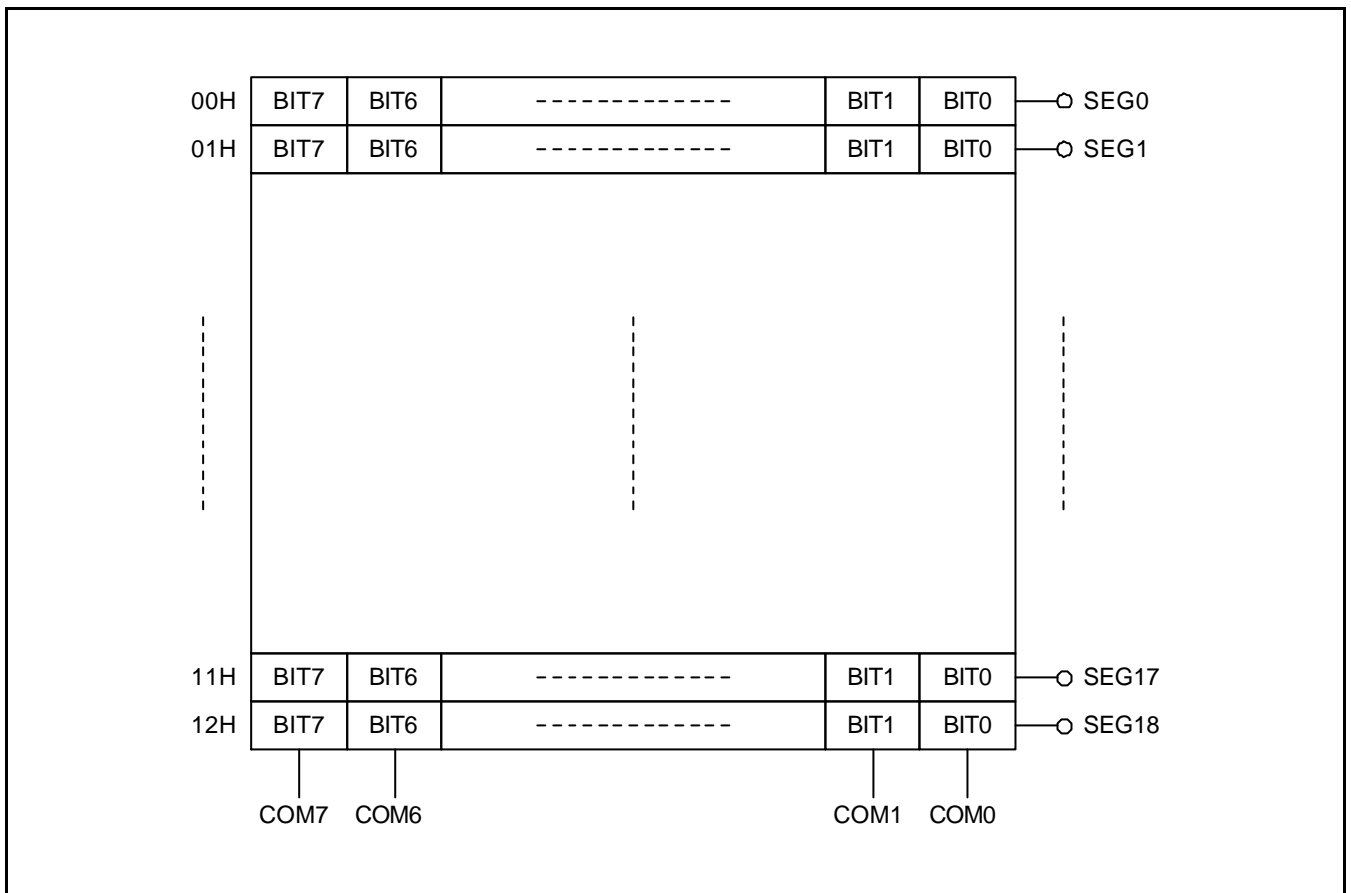 00H BIT7 BIT6 BIT1 BIT0 SEG0
01H BIT7 BIT6 BIT1 BIT0 SEG1
11H BIT7 BIT6 BIT1 BIT0 SEG17
12H BIT7 BIT6 BIT1 BIT0 SEG18
COM7 COM6 COM1 COM0